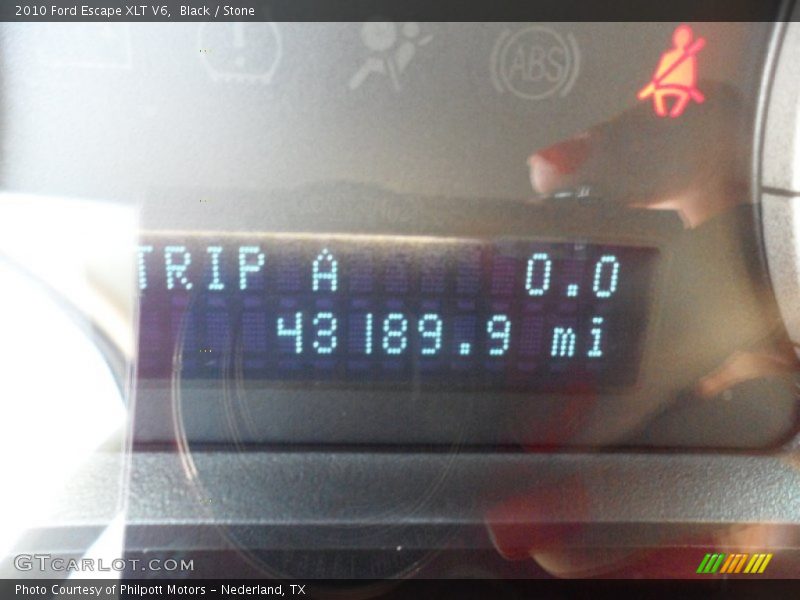 2010 Ford Escape XLT V6,  Black / Stone
ABS
TRIP A 0.0
43189.9 mi
GTCARLOT.COM
Photo Courtesy of Philpott Motors - Nederland, TX